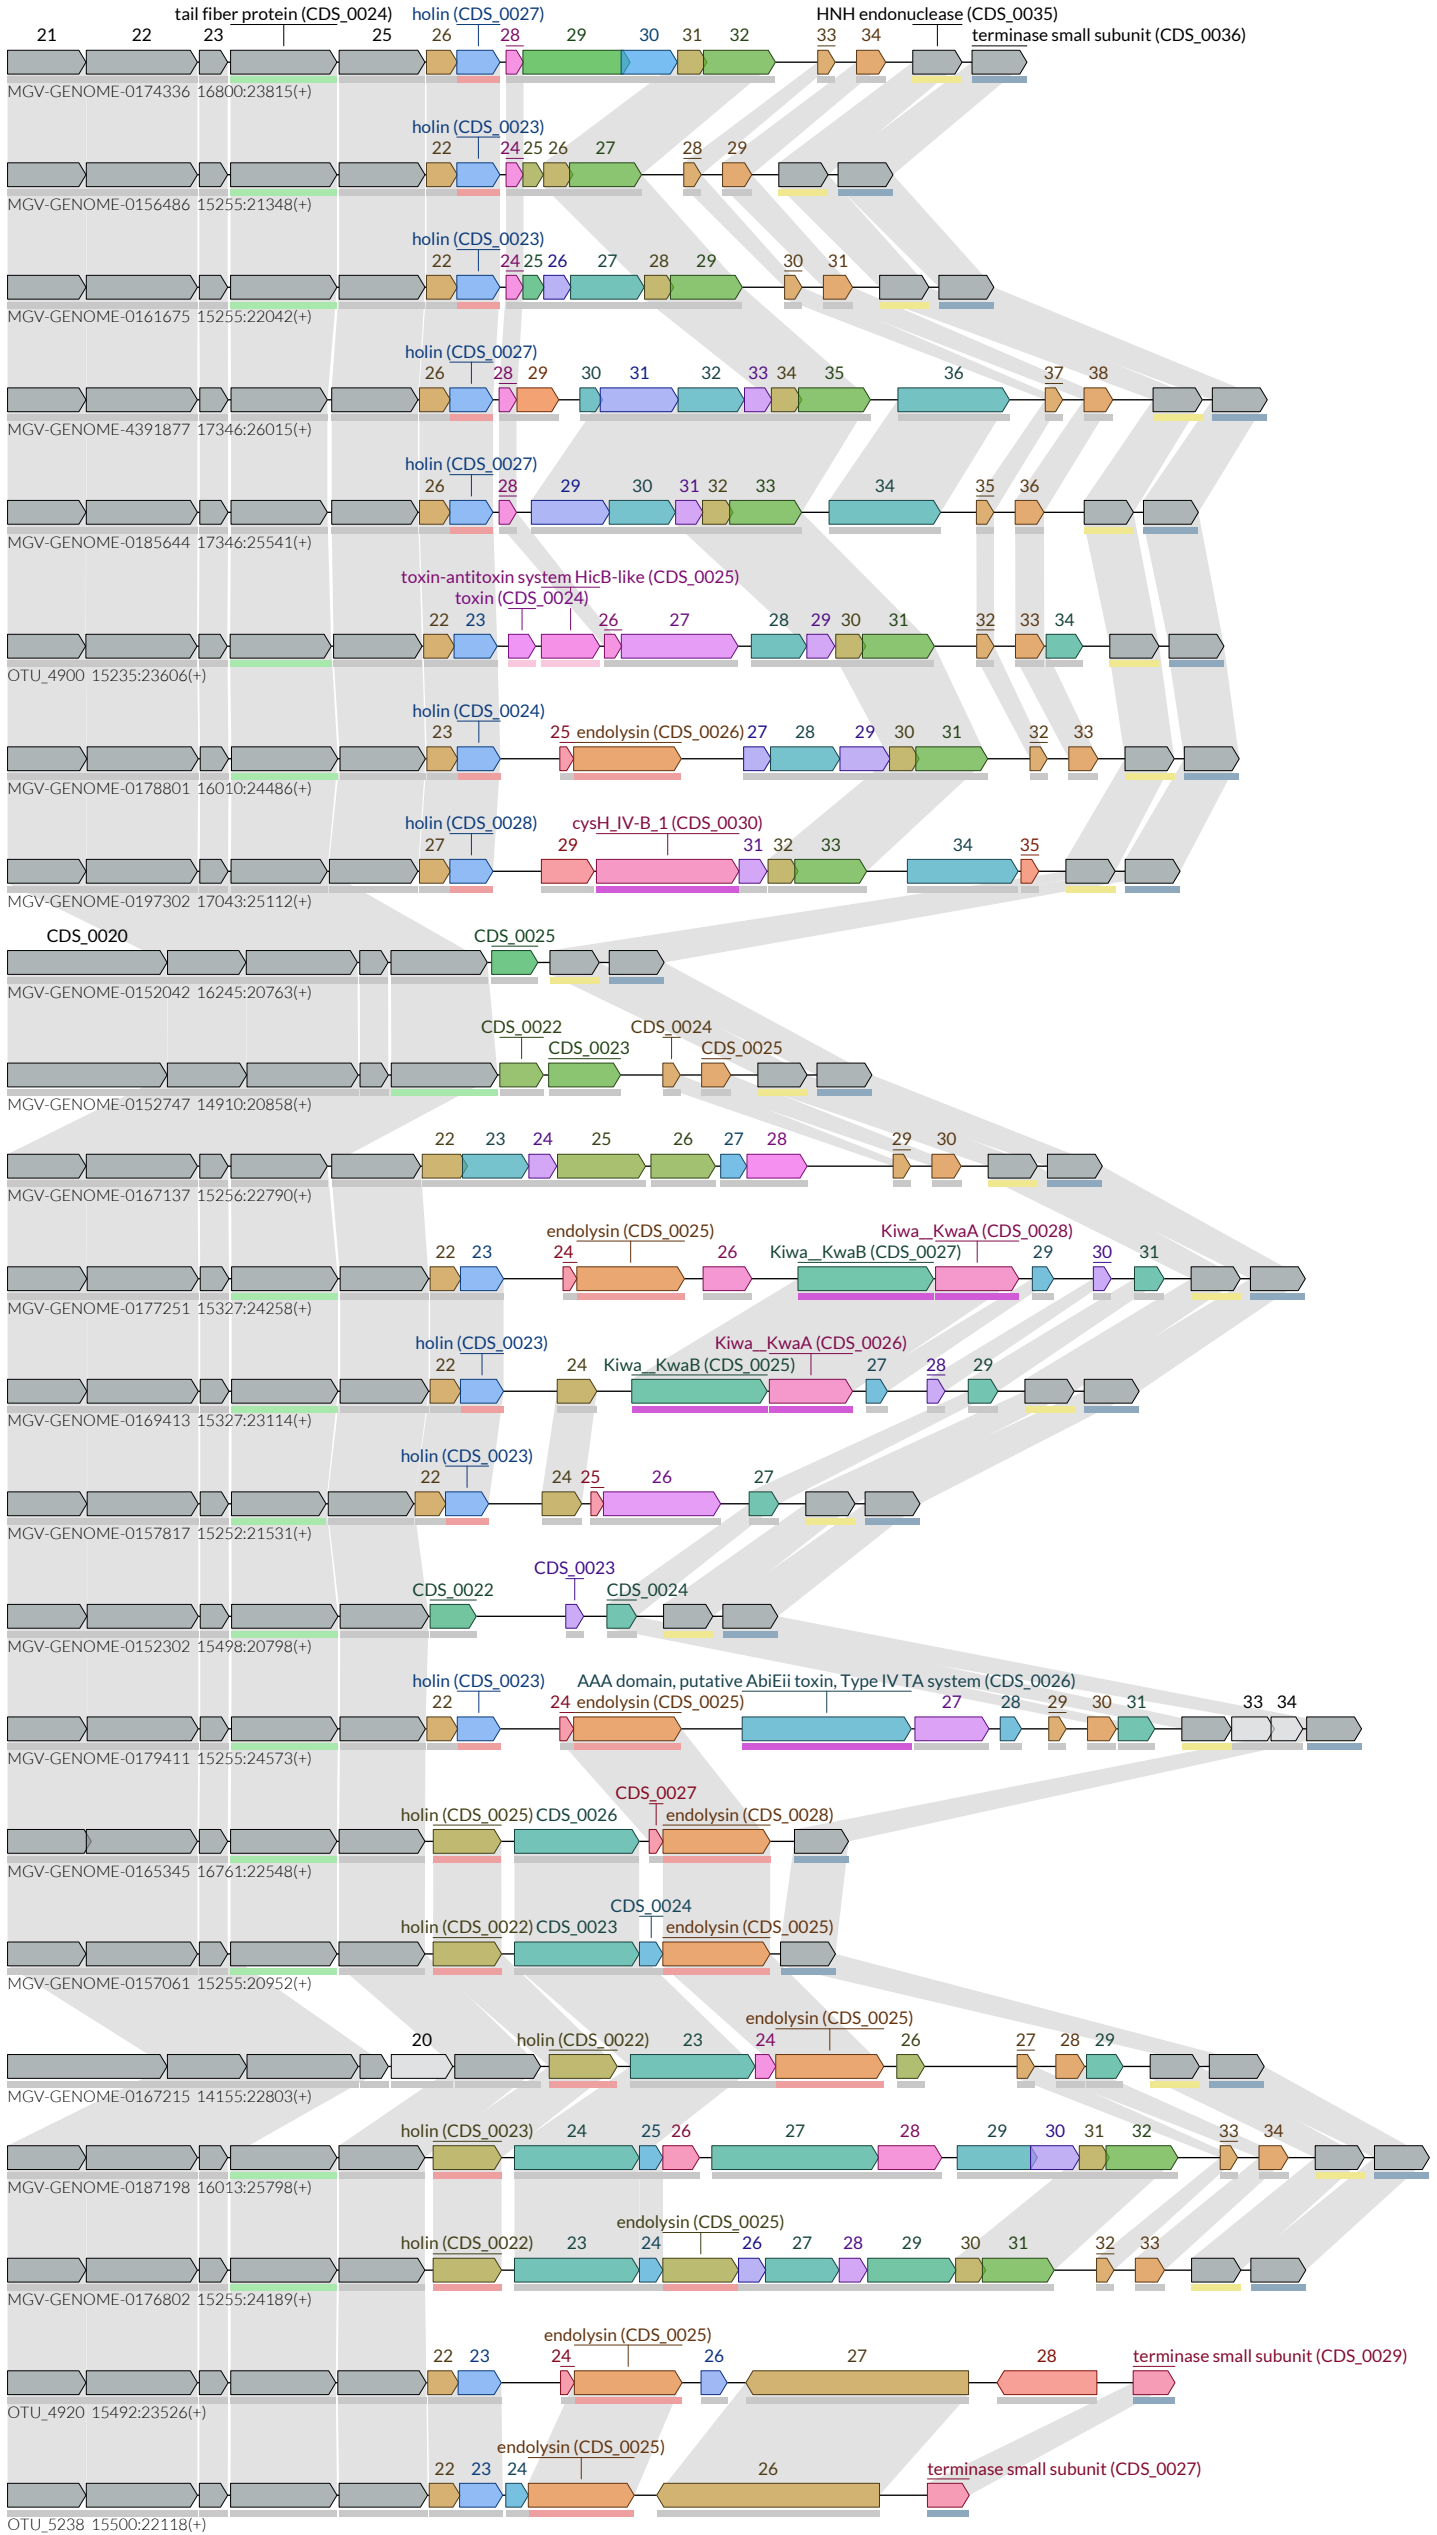 tail fiber protein (CDS_0024) holin (CDS_0027) HNH endonuclease (CDS_0035)
21 22 23 25 26 28 29 30 31 32 33 34 terminase small subunit (CDS_0036)
MGV-GENOME-0174336 16800:23815(+)
holin (CDS_0023)
22 24 25 26 27 28 29
MGV-GENOME-0156486 15255:21348(+)
holin (CDS_0023)
22 24 25 26 27 28 29 30 31
MGV-GENOME-0161675 15255:22042(+)
holin (CDS_0027)
26 28 29 30 31 32 33 34 35 36 37 38
MGV-GENOME-4391877 17346:26015(+)
holin (CDS_0027)
26 28 29 30 31 32 33 34 35 36
MGV-GENOME-0185644 17346:25541(+)
toxin-antitoxin system HicB-like (CDS_0025)
toxin (CDS_0024)
22 23 26 27 28 29 30 31 32 33 34
OTU_4900 15235:23606(+)
holin (CDS_0024)
23 25 endolysin (CDS_0026) 27 28 29 30 31 32 33
MGV-GENOME-0178801 16010:24486(+)
holin (CDS_0028) cysH_IV-B_1 (CDS_0030)
27 29 31 32 33 34 35
MGV-GENOME-0197302 17043:25112(+)
CDS_0020 CDS_0025
MGV-GENOME-0152042 16245:20763(+)
CDS_0022 CDS_0024
CDS_0023 CDS_0025
MGV-GENOME-0152747 14910:20858(+)
22 23 24 25 26 27 28 29 30
MGV-GENOME-0167137 15256:22790(+)
endolysin (CDS_0025) Kiwa__KwaA (CDS_0028)
22 23 24 26 Kiwa__KwaB (CDS_0027) 29 30 31
MGV-GENOME-0177251 15327:24258(+)
holin (CDS_0023) Kiwa__KwaA (CDS_0026)
22 24 Kiwa__KwaB (CDS_0025) 27 28 29
MGV-GENOME-0169413 15327:23114(+)
holin (CDS_0023)
22 24 25 26 27
MGV-GENOME-0157817 15252:21531(+)
CDS_0023
CDS_0022 CDS_0024
MGV-GENOME-0152302 15498:20798(+)
holin (CDS_0023) AAA domain, putative AbiEii toxin, Type IV TA system (CDS_0026)
22 24 endolysin (CDS_0025) 27 28 29 30 31 33 34
MGV-GENOME-0179411 15255:24573(+)
CDS_0027
holin (CDS_0025) CDS_0026 endolysin (CDS_0028)
MGV-GENOME-0165345 16761:22548(+)
CDS_0024
holin (CDS_0022) CDS_0023 endolysin (CDS_0025)
MGV-GENOME-0157061 15255:20952(+)
endolysin (CDS_0025)
20 holin (CDS_0022) 23 24 26 27 28 29
MGV-GENOME-0167215 14155:22803(+)
holin (CDS_0023) 24 25 26 27 28 29 30 31 32 33 34
MGV-GENOME-0187198 16013:25798(+)
endolysin (CDS_0025)
holin (CDS_0022) 23 24 26 27 28 29 30 31 32 33
MGV-GENOME-0176802 15255:24189(+)
endolysin (CDS_0025)
22 23 24 26 27 28 terminase small subunit (CDS_0029)
OTU_4920 15492:23526(+)
endolysin (CDS_0025)
22 23 24 26 terminase small subunit (CDS_0027)
OTU_5238 15500:22118(+)